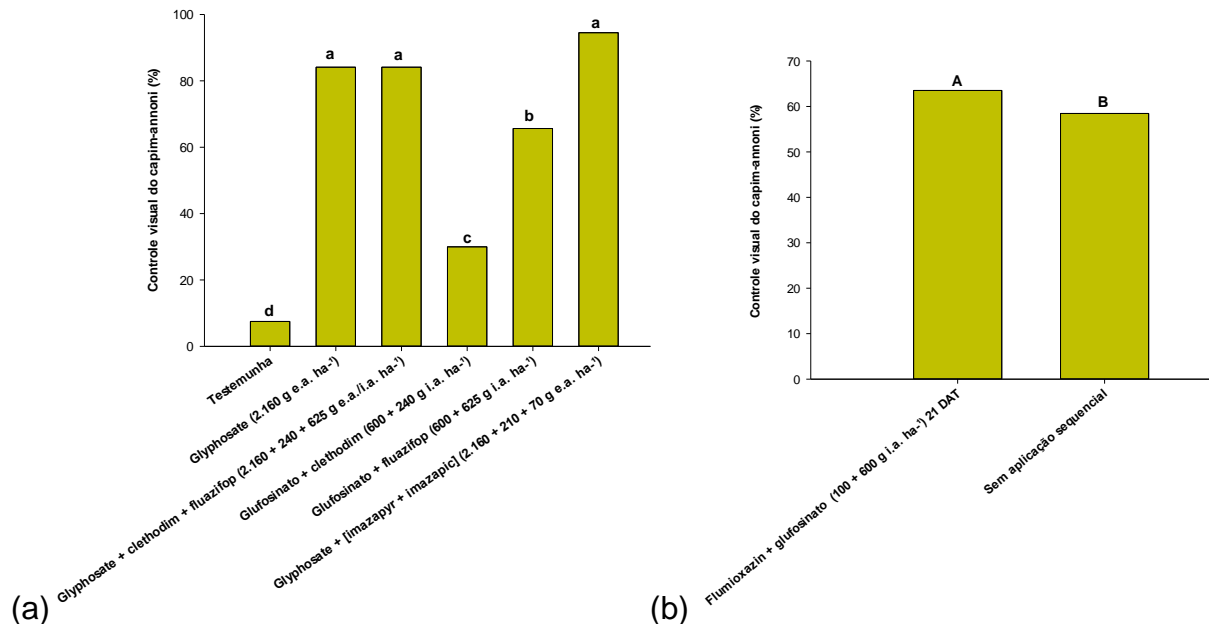 Controle visual do capim-annoni (%)
100
80
60
40
20
0
d
a
a
c
b
a
Testemunha
Glyphosate (2.160 g e.a. ha⁻¹)
Glyphosate + clethodim + fluazifop (2.160 + 240 + 625 g e.a./i.a. ha⁻¹)
Glufosinato + clethodim (600 + 240 g i.a. ha⁻¹)
Glufosinato + fluazifop (600 + 625 g i.a. ha⁻¹)
Glyphosate + [imazapyr + imazapic] (2.160 + 210 + 70 g e.a. ha⁻¹)
(a)
Controle visual do capim-annoni (%)
70
60
50
40
30
20
10
0
A
B
Flumioxazin + glufosinato (100 + 600 g i.a. ha⁻¹) 21 DAT
Sem aplicação sequencial
(b)